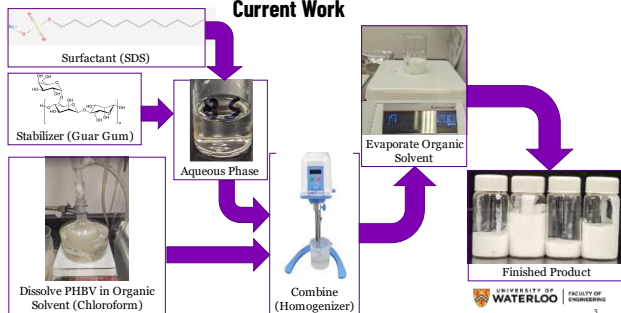 Current Work
Surfactant (SDS)
Stabilizer (Guar Gum)
Aqueous Phase
Evaporate Organic
Solvent
Dissolve PHBV in Organic
Solvent (Chloroform)
Combine
(Homogenizer)
Finished Product
UNIVERSITY OF
WATERLOO
FACULTY OF
ENGINEERING
3